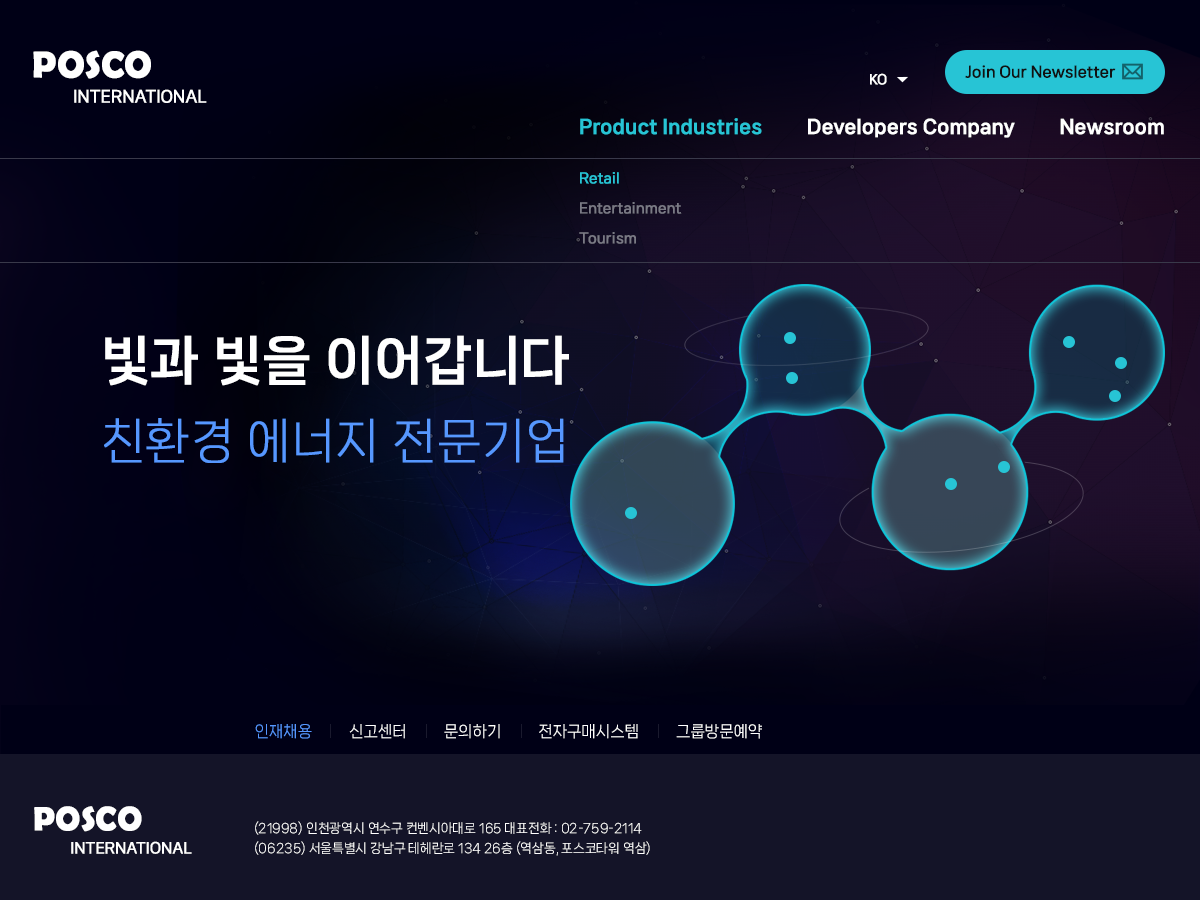 POSCO
INTERNATIONAL
KO
Join Our Newsletter
Product Industries
Developers Company
Newsroom
Retail
Entertainment
Tourism
빛과 빛을 이어갑니다
친환경 에너지 전문기업
인재채용
신고센터
문의하기
전자구매시스템
그룹방문예약
POSCO
INTERNATIONAL
(21998) 인천광역시 연수구 컨벤시아대로 165 대표전화 : 02-759-2114
(06235) 서울특별시 강남구 테헤란로 134 26층 (역삼동, 포스코타워 역삼)